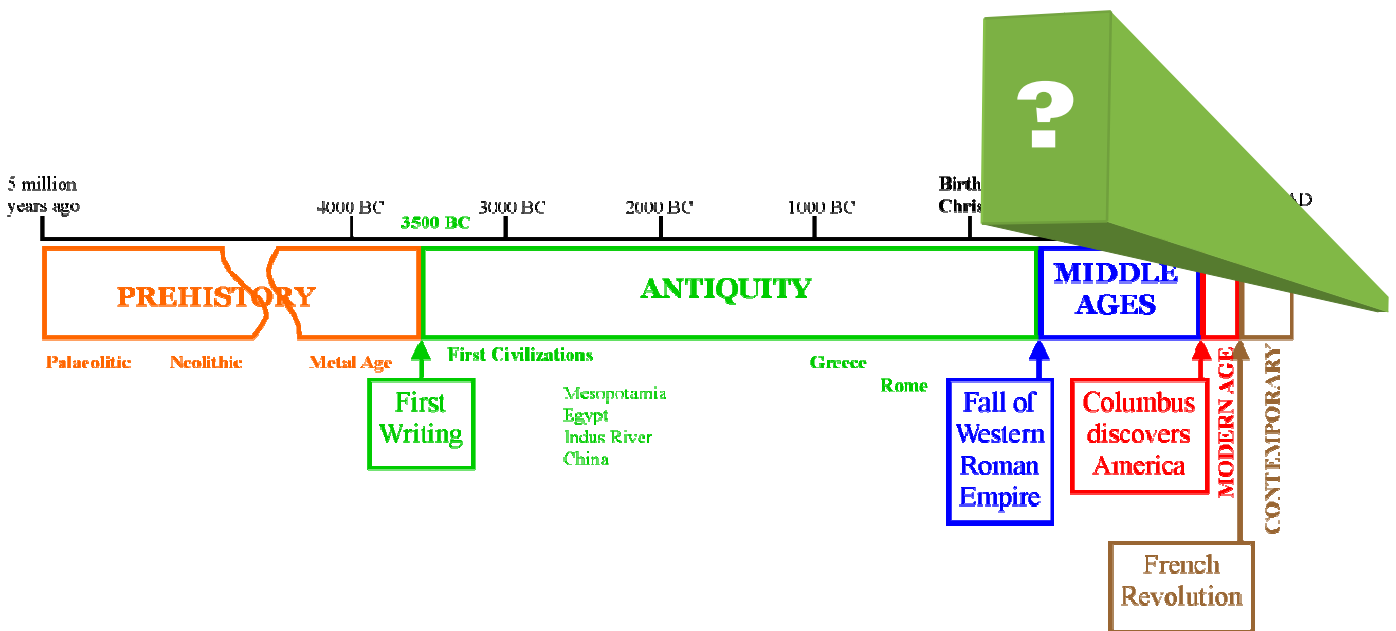 ?
5 million
years ago
4000 BC
3500 BC
3000 BC
2000 BC
1000 BC
Birth
Chris
AD
PREHISTORY
ANTIQUITY
MIDDLE
AGES
Palaeolitic
Neolithic
Metal Age
First Civilizations
Mesopotamia
Egypt
Indus River
China
Greece
Rome
First
Writing
Fall of
Western
Roman
Empire
Columbus
discovers
America
MODERN AGE
CONTEMPORARY
French
Revolution